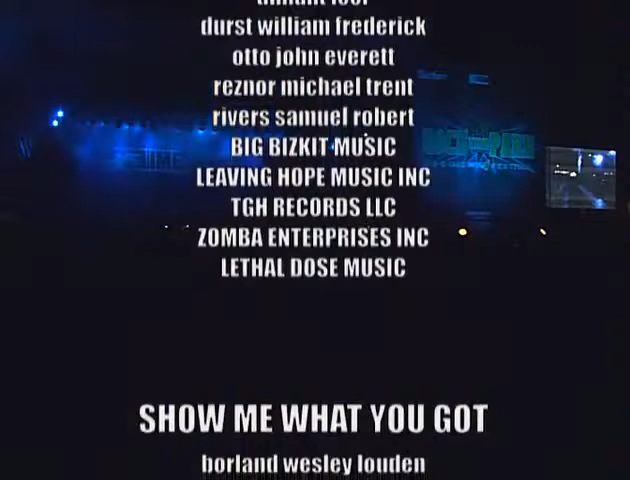 durst william frederick
otto john everett
reznor michael trent
rivers samuel robert
BIG BIZKIT MUSIC
LEAVING HOPE MUSIC INC
TGH RECORDS LLC
ZOMBA ENTERPRISES INC
LETHAL DOSE MUSIC
SHOW ME WHAT YOU GOT
borland wesley louden